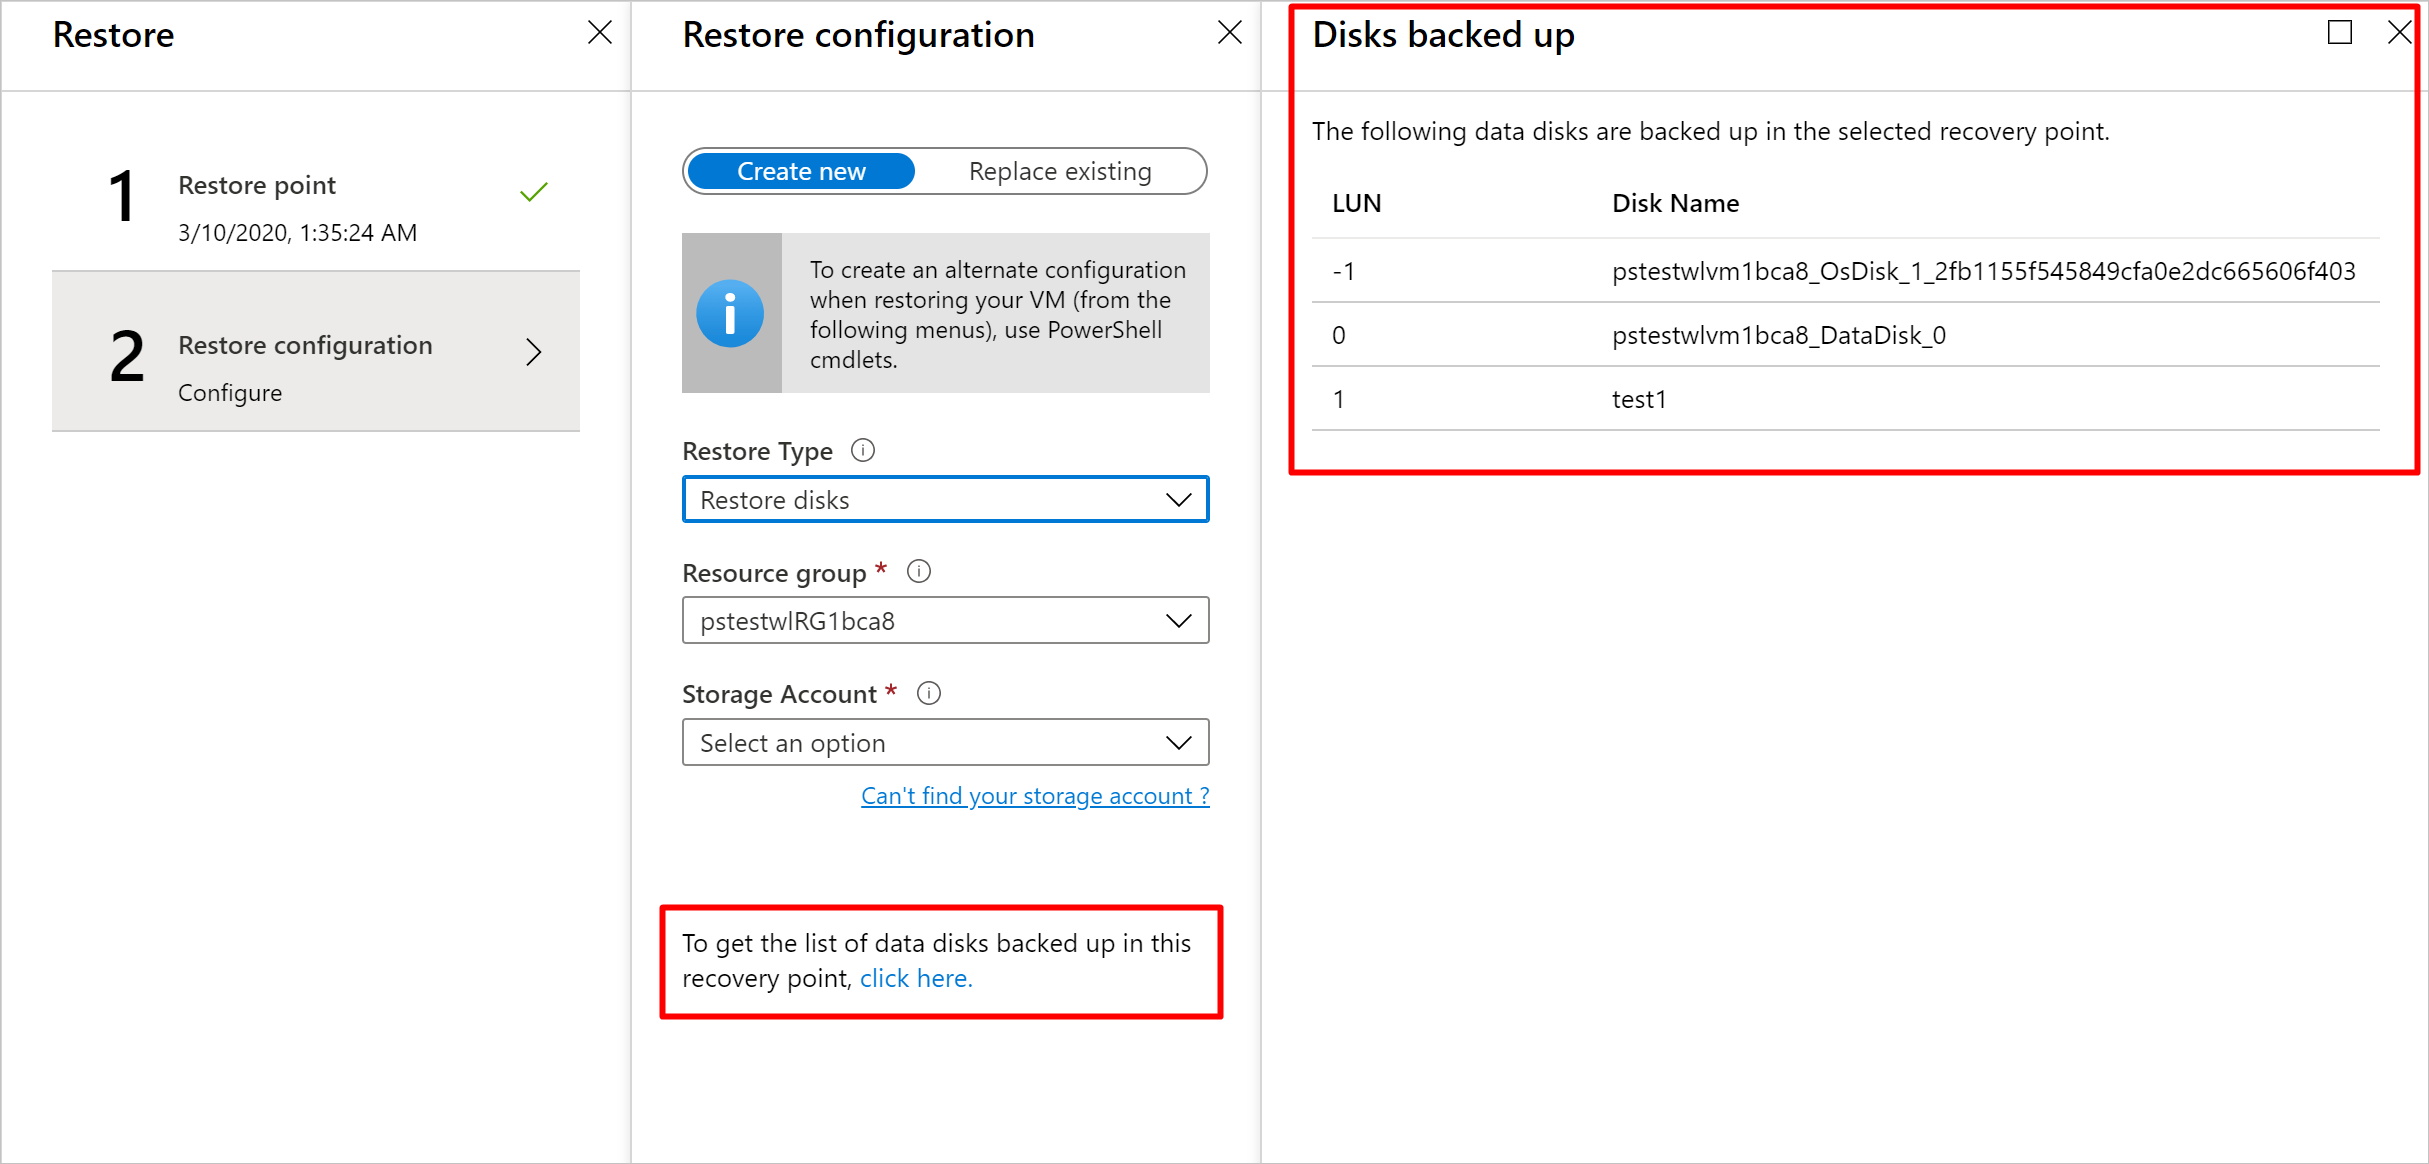 Restore
1
Restore point
3/10/2020, 1:35:24 AM
2
Restore configuration
Configure
Restore configuration
Create new
Replace existing
To create an alternate configuration
when restoring your VM (from the
following menus), use PowerShell
cmdlets.
Restore Type
Restore disks
Resource group *
pstestwlRG1bca8
Storage Account *
Select an option
Can't find your storage account ?
To get the list of data disks backed up in this
recovery point, click here.
Disks backed up
The following data disks are backed up in the selected recovery point.
LUN Disk Name
-1 pstestwlvm1bca8_OsDisk_1_2fb1155f545849cfa0e2dc665606f403
0 pstestwlvm1bca8_DataDisk_0
1 test1